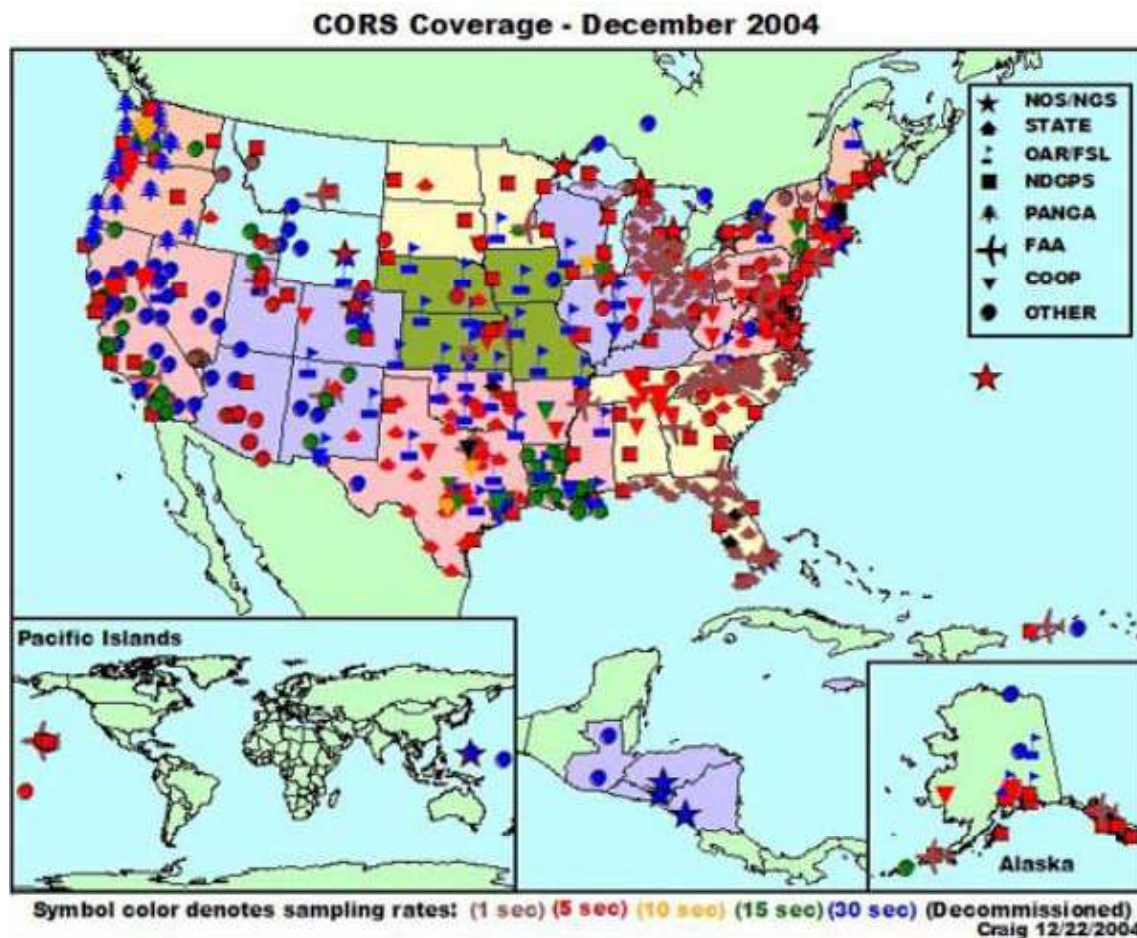 CORS Coverage - December 2004
NOS/NGS
STATE
OAR/FSL
NDGPS
PANGA
FAA
COOP
OTHER
Pacific Islands
Alaska
Symbol color denotes sampling rates: (1 sec) (5 sec) (10 sec) (15 sec) (30 sec) (Decommissioned)
Craig 12/22/2004